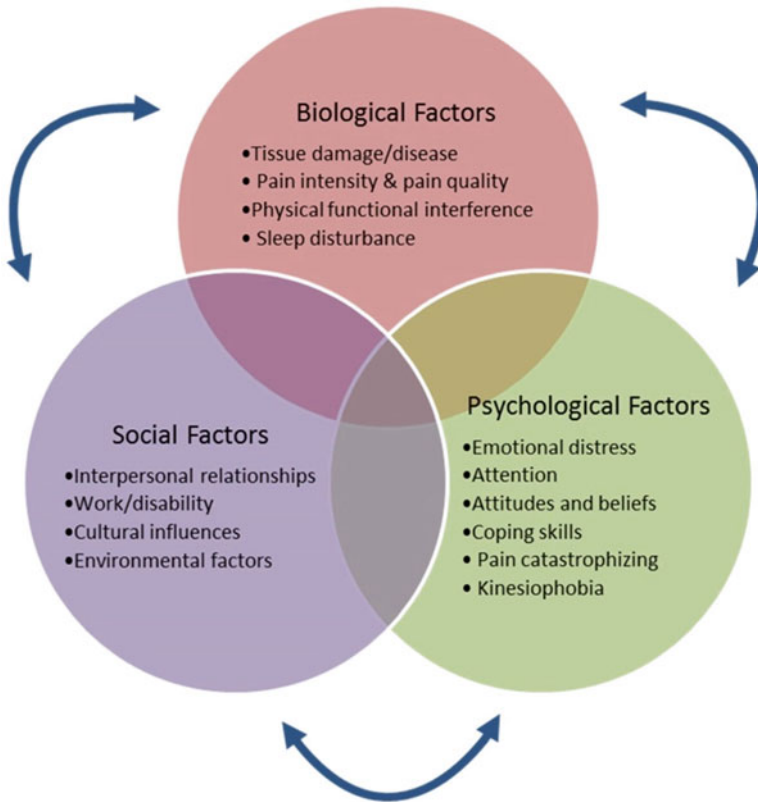 Biological Factors
•Tissue damage/disease
• Pain intensity & pain quality
•Physical functional interference
• Sleep disturbance
Social Factors
•Interpersonal relationships
•Work/disability
•Cultural influences
•Environmental factors
Psychological Factors
•Emotional distress
•Attention
•Attitudes and beliefs
•Coping skills
• Pain catastrophizing
• Kinesiophobia